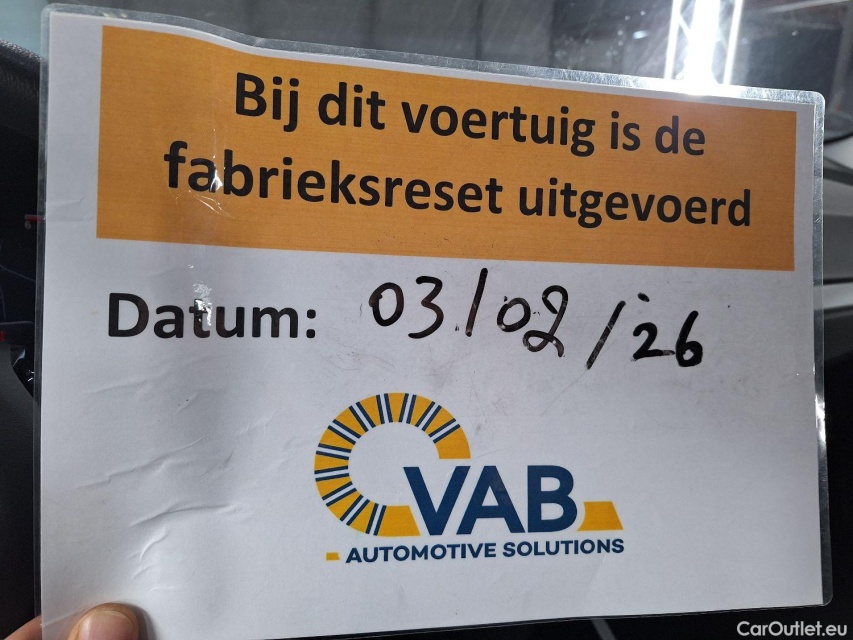 Bij dit voertuig is de
fabrieksreset uitgevoerd
Datum: 03/02/'26
VAB
AUTOMOTIVE SOLUTIONS
CarOutlet.eu